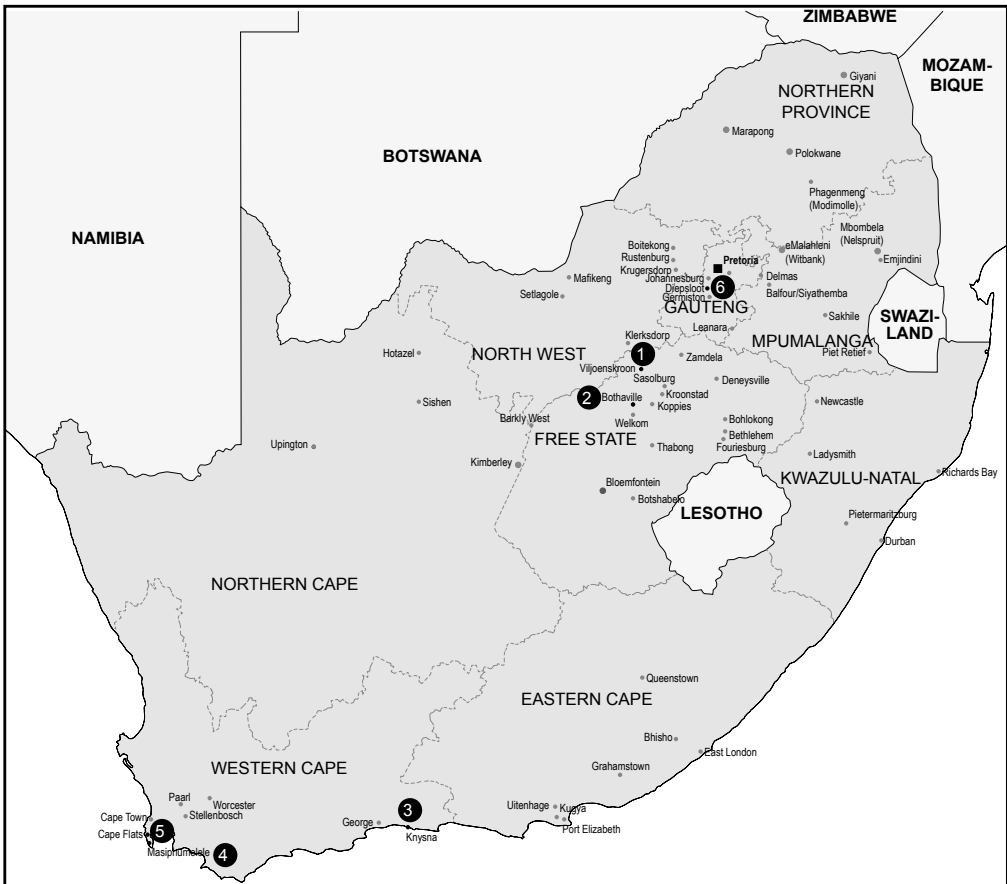 ZIMBABWE
MOZAM-
BIQUE
Giyani
NORTHERN
PROVINCE
Marapong
BOTSWANA
Polokwane
Phagenmeng
(Modimolle)
NAMIBIA
Mbombela
(Nelspruit)
Boitekong
eMalahleni
(Witbank)
Rustenburg
Pretoria
Emjindini
Krugersdorp
Mafikeng
Johannesburg
Delmas
Diepsloot
6
Balfour/Siyathemba
Setlagole
Germiston
GAUTENG
SWAZI-
LAND
Sakhile
Leanara
Klerksdorp
MPUMALANGA
Hotazel
NORTH WEST
1
Zamdela
Piet Retief
Viljoenskroon
Sasolburg
Deneysville
2
Bothaville
Kroonstad
Koppies
Newcastle
Sishen
Welkom
Barkly West
Bohlokong
FREE STATE
Bethlehem
Upington
Thabong
Fouriesburg
Ladysmith
Kimberley
KWAZULU-NATAL
Richards Bay
Bloemfontein
Botshabelo
LESOTHO
Pietermaritzburg
Durban
NORTHERN CAPE
Queenstown
EASTERN CAPE
Bhisho
East London
WESTERN CAPE
Grahamstown
Paarl
Worcester
3
Uitenhage
Kugya
Cape Town
Stellenbosch
George
Port Elizabeth
Cape Flats
5
Knysna
Masiphumelele
4